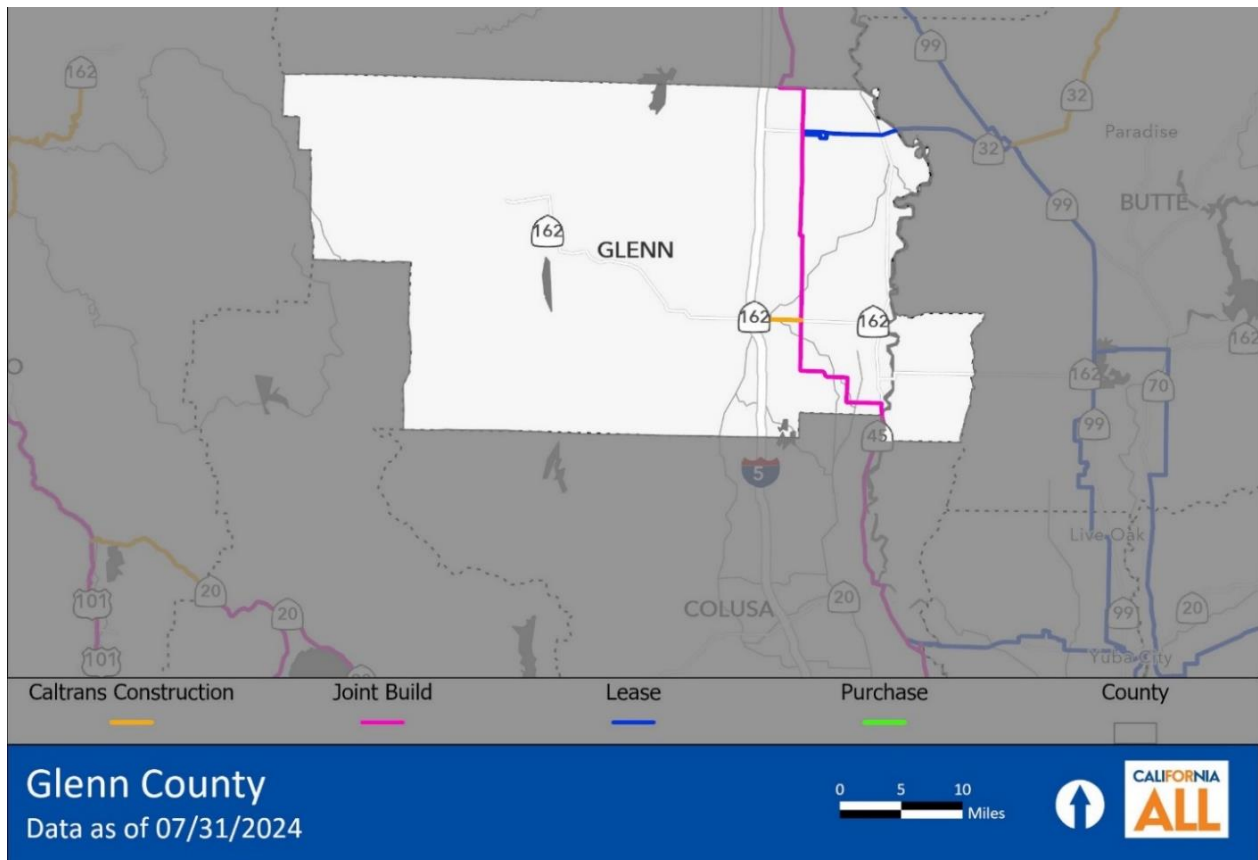 99
162
32
Paradise
32
99
BUTTE
162
GLENN
162
162
162
162
70
99
45
5
Live Oak
101
20
20
COLUSA
20
99
20
101
Yuba City
Caltrans Construction
Joint Build
Lease
Purchase
County
Glenn County
Data as of 07/31/2024
0 5 10
Miles
CALIFORNIA
ALL